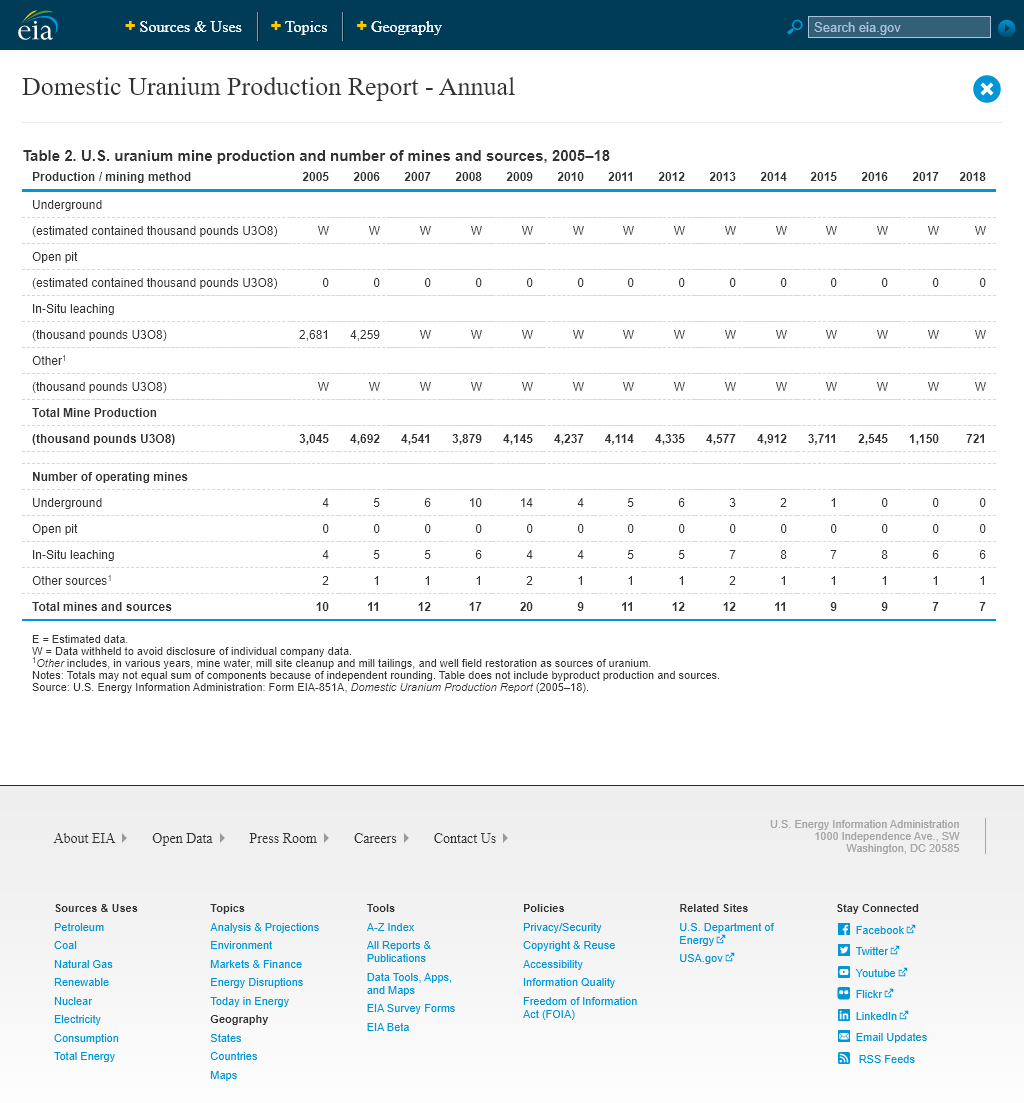 eia
Sources & Uses
Topics
Geography
Search eia.gov
Domestic Uranium Production Report - Annual
Table 2. U.S. uranium mine production and number of mines and sources, 2005–18
Production / mining method 2005 2006 2007 2008 2009 2010 2011 2012 2013 2014 2015 2016 2017 2018
Underground
(estimated contained thousand pounds U3O8) W W W W W W W W W W W W W W
Open pit
(estimated contained thousand pounds U3O8) 0 0 0 0 0 0 0 0 0 0 0 0 0 0
In-Situ leaching
(thousand pounds U3O8) 2,681 4,259 W W W W W W W W W W W W
Other1
(thousand pounds U3O8) W W W W W W W W W W W W W W
Total Mine Production
(thousand pounds U3O8) 3,045 4,692 4,541 3,879 4,145 4,237 4,114 4,335 4,577 4,912 3,711 2,545 1,150 721
Number of operating mines
Underground 4 5 6 10 14 4 5 6 3 2 1 0 0 0
Open pit 0 0 0 0 0 0 0 0 0 0 0 0 0 0
In-Situ leaching 4 5 5 6 4 4 5 5 7 8 7 8 6 6
Other sources1 2 1 1 1 2 1 1 1 2 1 1 1 1 1
Total mines and sources 10 11 12 17 20 9 11 12 12 11 9 9 7 7
E = Estimated data.
W = Data withheld to avoid disclosure of individual company data.
1Other includes, in various years, mine water, mill site cleanup and mill tailings, and well field restoration as sources of uranium.
Notes: Totals may not equal sum of components because of independent rounding. Table does not include byproduct production and sources.
Source: U.S. Energy Information Administration: Form EIA-851A, Domestic Uranium Production Report (2005–18).
About EIA
Open Data
Press Room
Careers
Contact Us
U.S. Energy Information Administration
1000 Independence Ave., SW
Washington, DC 20585
Sources & Uses
Petroleum
Coal
Natural Gas
Renewable
Nuclear
Electricity
Consumption
Total Energy
Topics
Analysis & Projections
Environment
Markets & Finance
Energy Disruptions
Today in Energy
Geography
States
Countries
Maps
Tools
A-Z Index
All Reports &
Publications
Data Tools, Apps,
and Maps
EIA Survey Forms
EIA Beta
Policies
Privacy/Security
Copyright & Reuse
Accessibility
Information Quality
Freedom of Information
Act (FOIA)
Related Sites
U.S. Department of
Energy
USA.gov
Stay Connected
Facebook
Twitter
Youtube
Flickr
LinkedIn
Email Updates
RSS Feeds